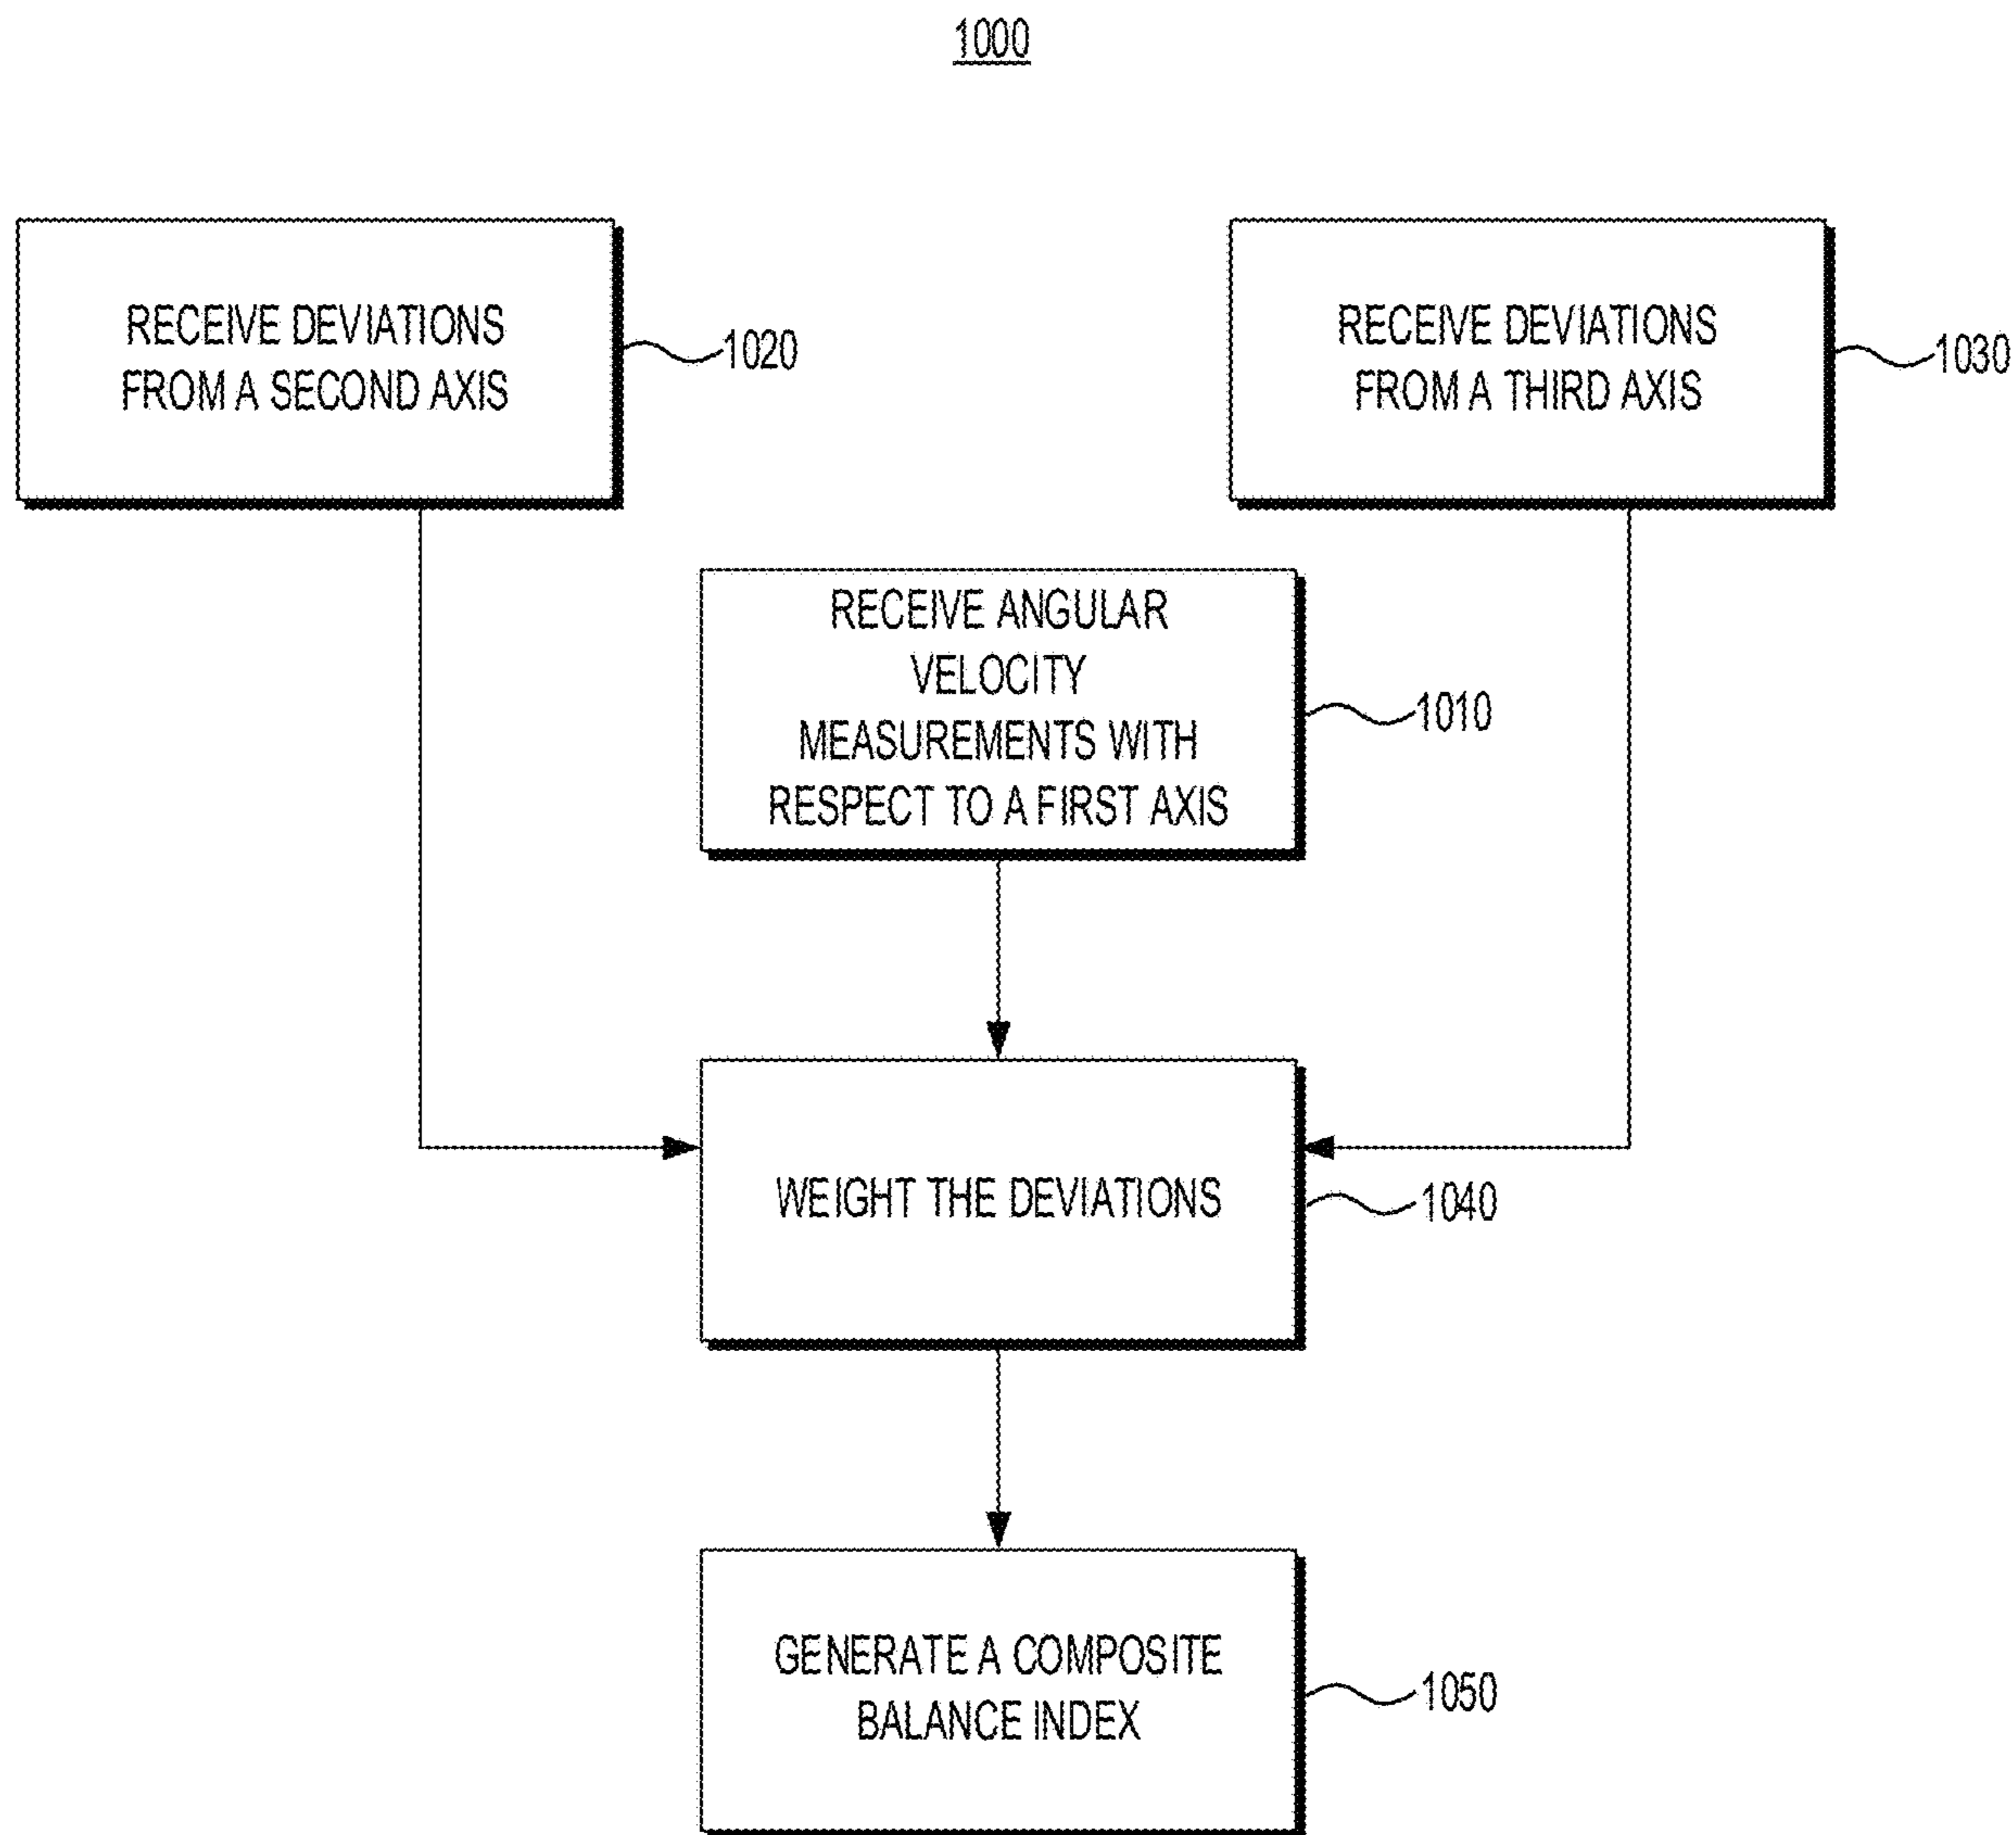 1000
RECEIVE DEVIATIONS
FROM A SECOND AXIS
1020
RECEIVE DEVIATIONS
FROM A THIRD AXIS
1030
RECEIVE ANGULAR
VELOCITY
MEASUREMENTS WITH
RESPECT TO A FIRST AXIS
1010
WEIGHT THE DEVIATIONS
1040
GENERATE A COMPOSITE
BALANCE INDEX
1050